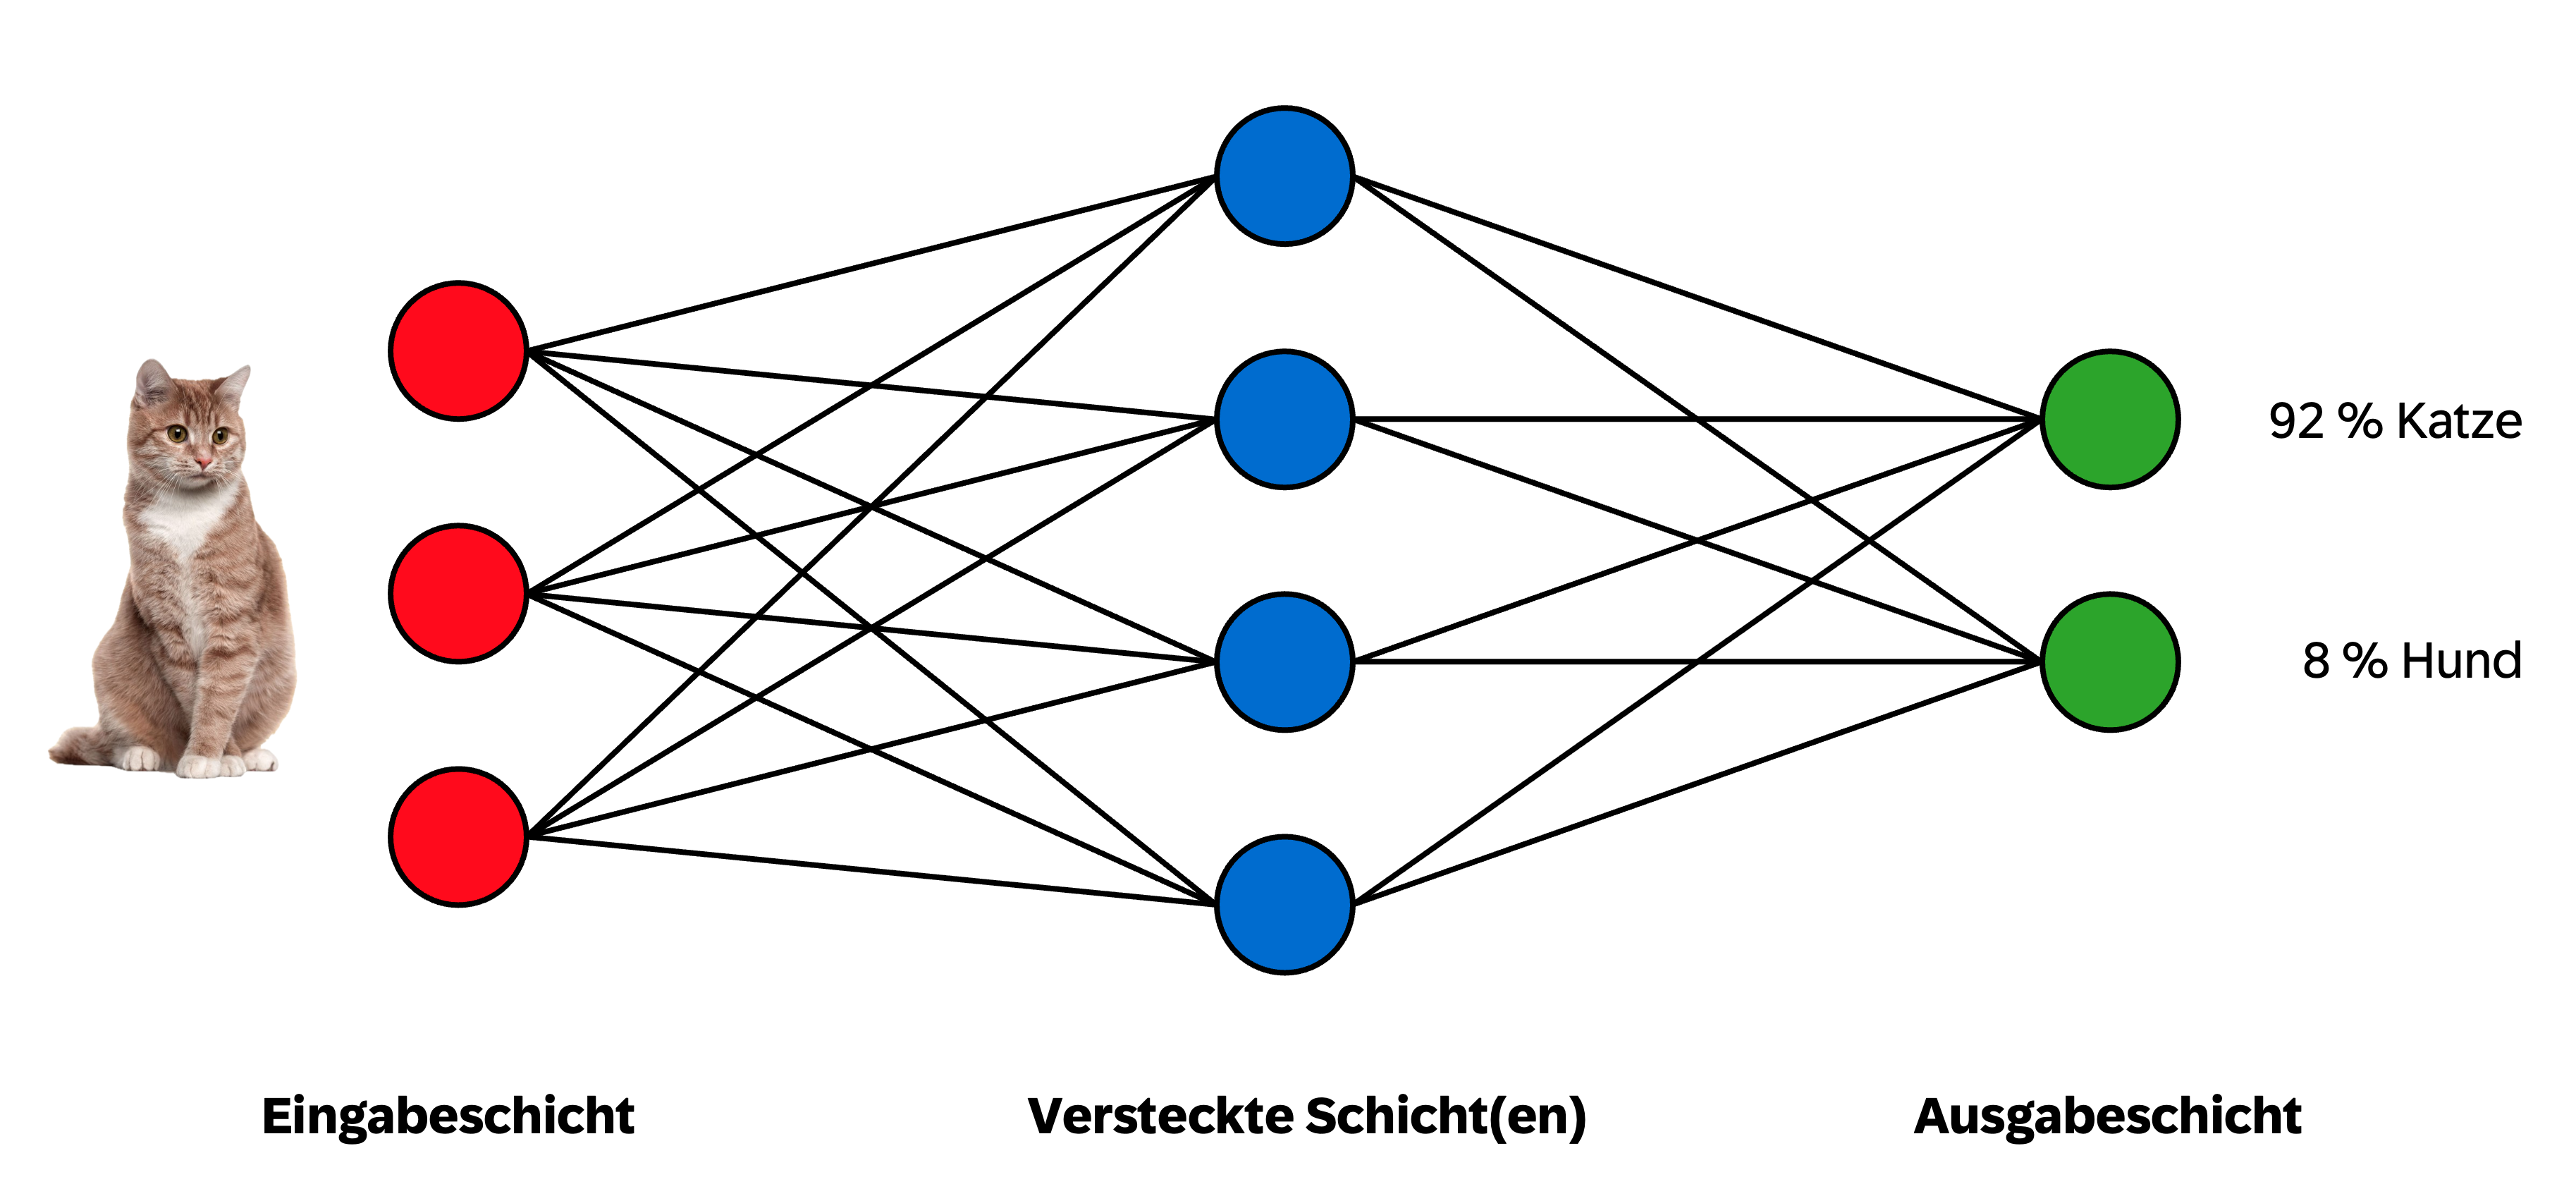 92 % Katze
8 % Hund
Eingabeschicht
Versteckte Schicht(en)
Ausgabeschicht